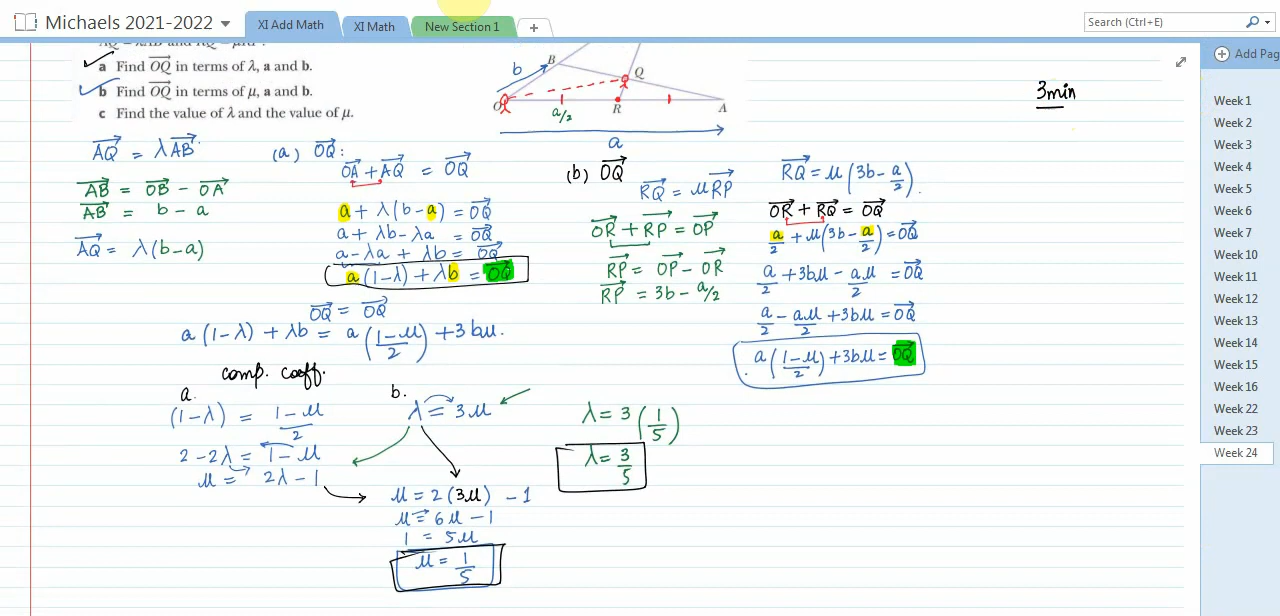 Michaels 2021-2022
XI Add Math
XI Math
New Section 1
Search (Ctrl+E)
Add Pag
a Find OQ⃗ in terms of λ, a and b.
b Find OQ⃗ in terms of μ, a and b.
c Find the value of λ and the value of μ.
b
B
Q
Q
O
R
A
a/2
a
3min
AQ⃗ = λAB⃗
AB⃗ = OB⃗ - OA⃗
AB⃗ = b - a
AQ⃗ = λ(b-a)
(a) OQ⃗:
OA⃗ + AQ⃗ = OQ⃗
a + λ(b-a) = OQ⃗
a + λb - λa = OQ⃗
a - λa + λb = OQ⃗
a(1-λ) + λb = OQ⃗
(b) OQ⃗
RQ⃗ = μRP⃗
OR⃗ + RP⃗ = OP⃗
RP⃗ = OP⃗ - OR⃗
RP⃗ = 3b - a/2
RQ⃗ = μ(3b - a/2).
OR⃗ + RQ⃗ = OQ⃗
a/2 + μ(3b - a/2) = OQ⃗
a/2 + 3bμ - aμ/2 = OQ⃗
a/2 - aμ/2 + 3bμ = OQ⃗
a(1-μ/2) + 3bμ = OQ⃗
OQ⃗ = OQ⃗
a(1-λ) + λb = a(1-μ/2) + 3bμ.
comp. coeff.
a.
(1-λ) = 1-μ/2
2-2λ = 1-μ
μ = 2λ-1
b.
λ = 3μ
μ = 2(3μ) - 1
μ = 6μ - 1
1 = 5μ
μ = 1/5
λ = 3(1/5)
λ = 3/5
Week 1
Week 2
Week 3
Week 4
Week 5
Week 6
Week 7
Week 10
Week 11
Week 12
Week 13
Week 14
Week 15
Week 16
Week 22
Week 23
Week 24